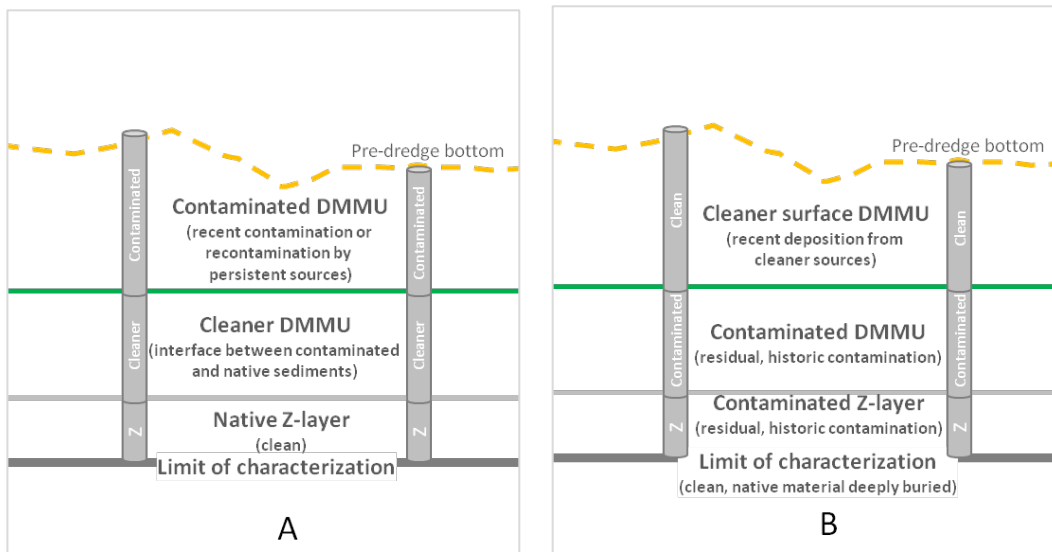 Pre-dredge bottom
Contaminated
Contaminated DMMU
(recent contamination or
recontamination by
persistent sources)
Contaminated
Cleaner
Cleaner DMMU
(interface between contaminated
and native sediments)
Cleaner
Z
Native Z-layer
(clean)
Z
Limit of characterization
A
Pre-dredge bottom
Clean
Cleaner surface DMMU
(recent deposition from
cleaner sources)
Clean
Contaminated
Contaminated DMMU
(residual, historic contamination)
Contaminated
Z
Contaminated Z-layer
(residual, historic contamination)
Z
Limit of characterization
(clean, native material deeply buried)
B